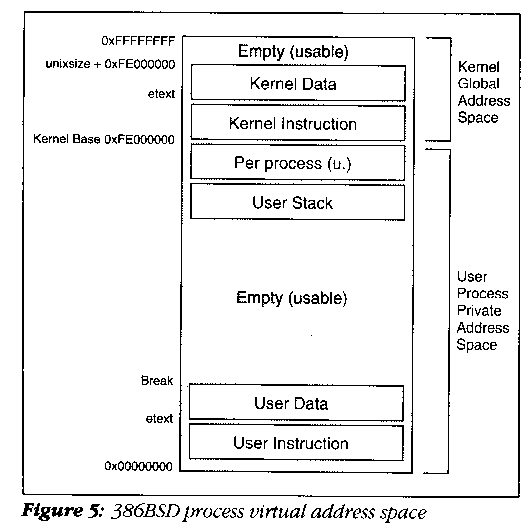 0xFFFFFFFF
Empty (usable)
unixsize + 0xFE000000
Kernel Data
etext
Kernel Instruction
Kernel Base 0xFE000000
Kernel
Global
Address
Space
Per process (u.)
User Stack
Empty (usable)
User
Process
Private
Address
Space
Break
User Data
etext
User Instruction
0x00000000
Figure 5: 386BSD process virtual address space